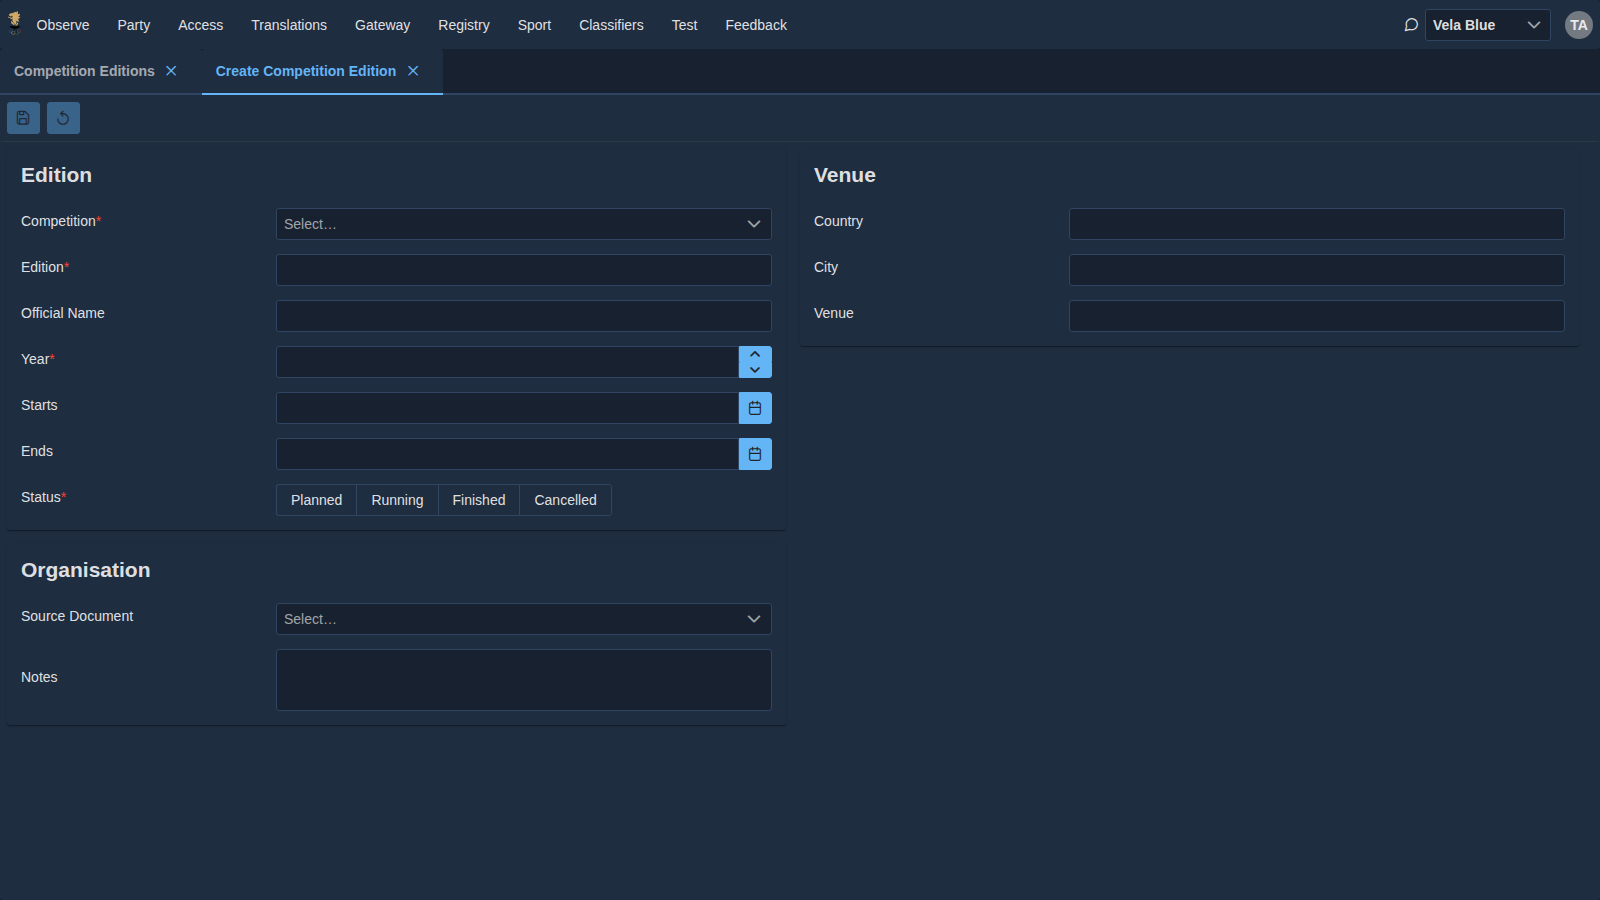 Observe Party Access Translations Gateway Registry Sport Classifiers Test Feedback Vela Blue TA
Competition Editions Create Competition Edition
Edition
Competition*
Select...
Edition*
Official Name
Year*
Starts
Ends
Status*
Planned Running Finished Cancelled
Organisation
Source Document
Select...
Notes
Venue
Country
City
Venue